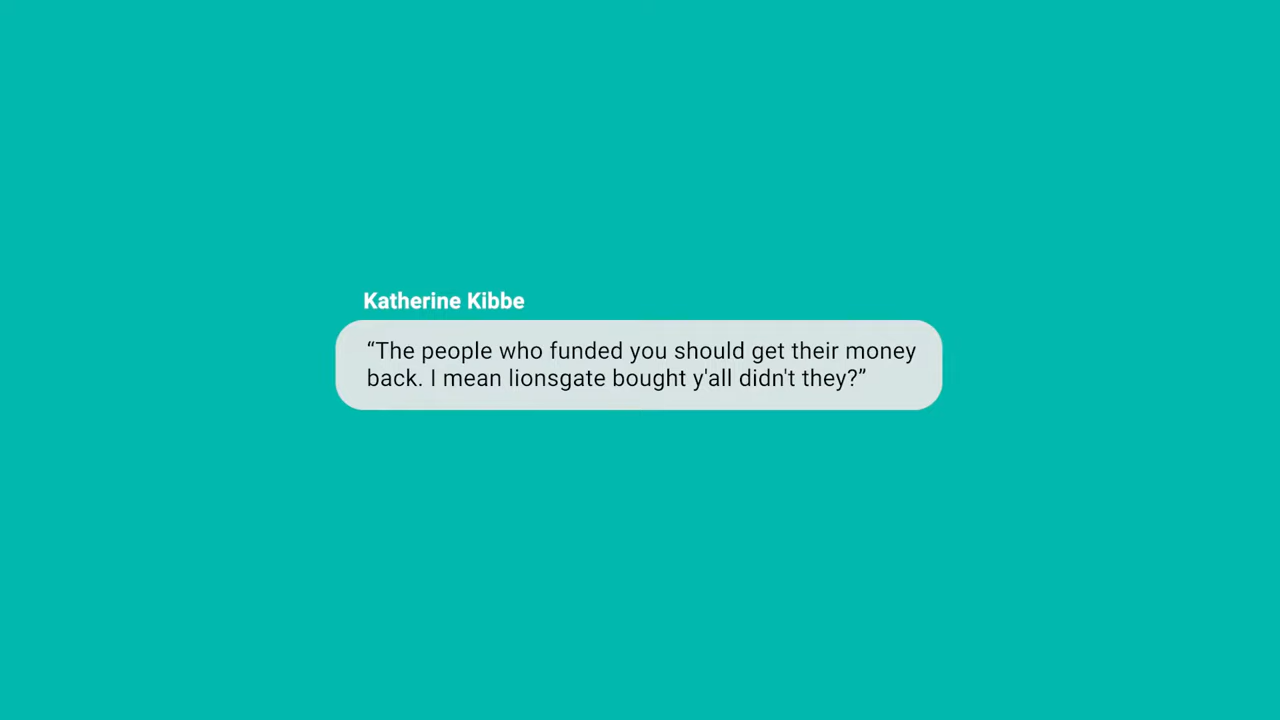 Katherine Kibbe
“The people who funded you should get their money
back. I mean lionsgate bought y'all didn't they?”